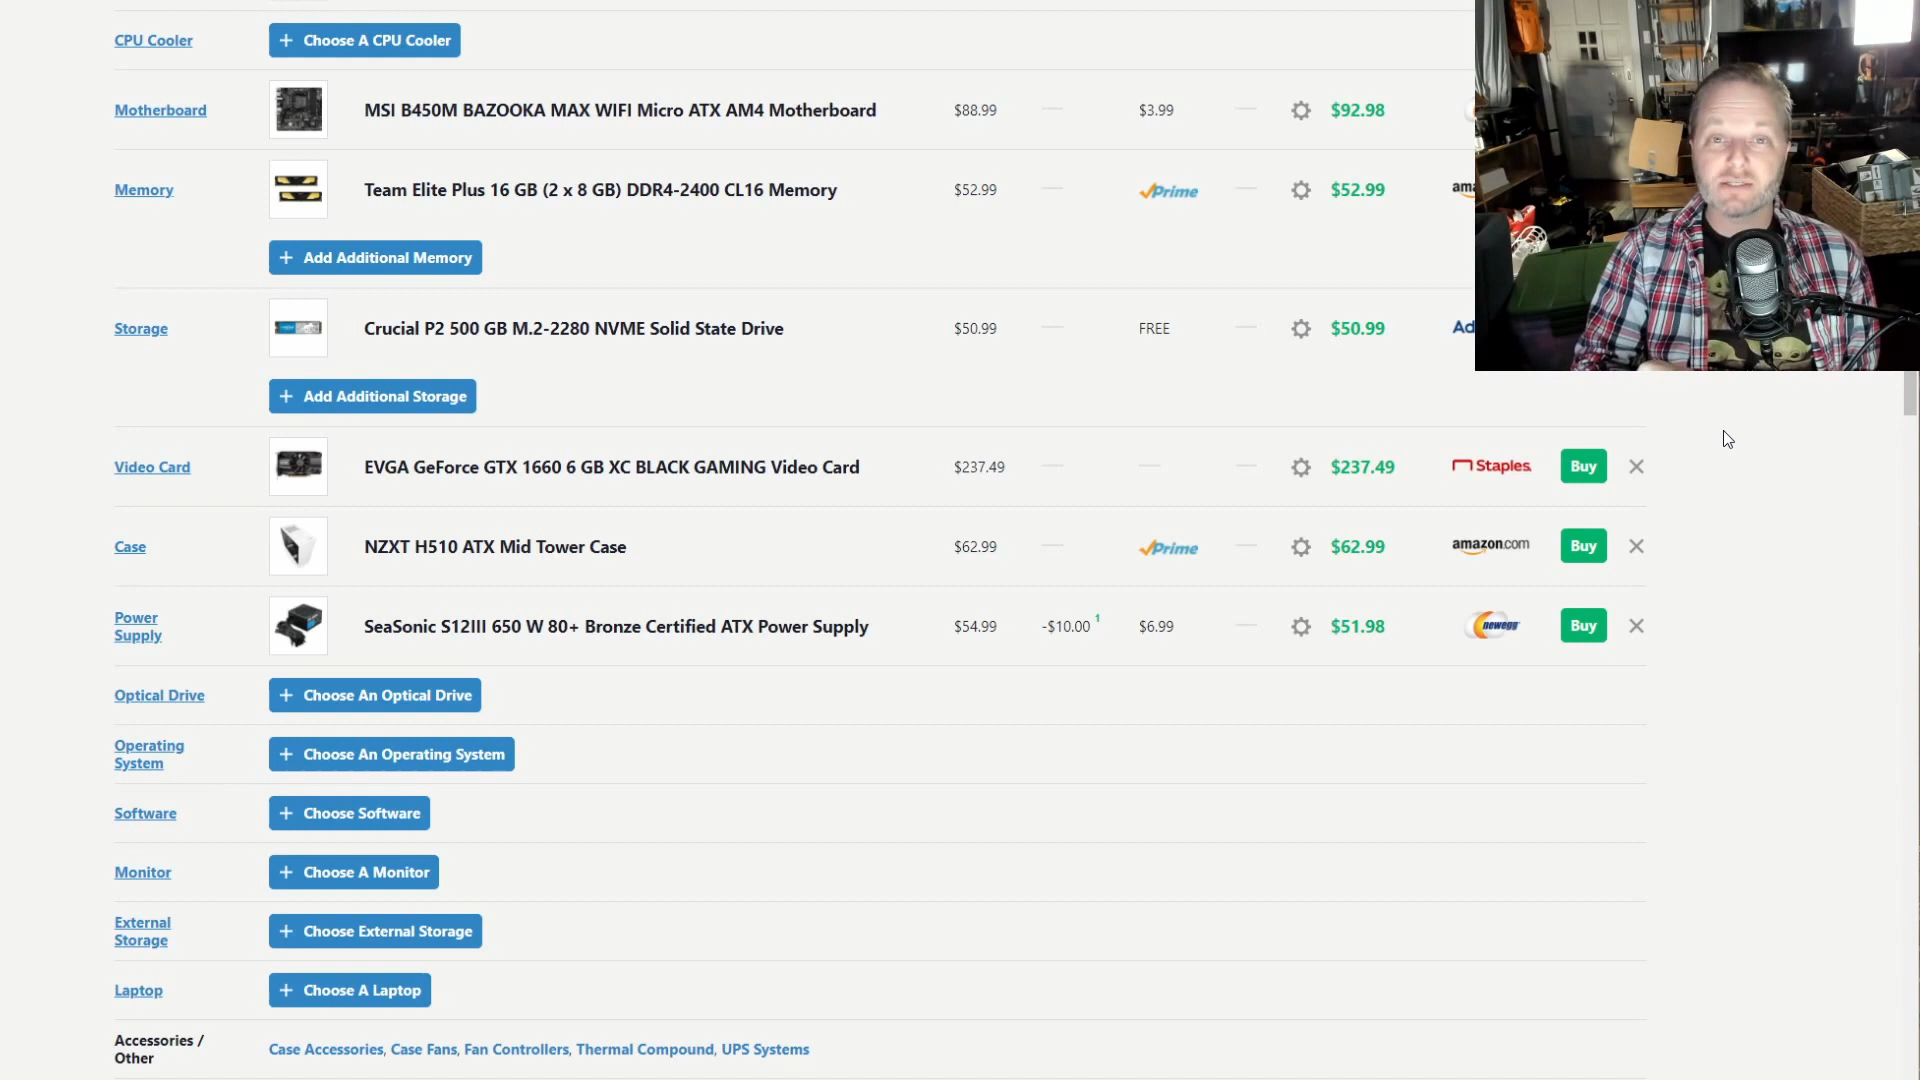 CPU Cooler + Choose A CPU Cooler
Motherboard MSI B450M BAZOOKA MAX WIFI Micro ATX AM4 Motherboard $88.99 $3.99 $92.98
Memory Team Elite Plus 16 GB (2 x 8 GB) DDR4-2400 CL16 Memory $52.99 Prime $52.99 ama
+ Add Additional Memory
Storage Crucial P2 500 GB M.2-2280 NVME Solid State Drive $50.99 FREE $50.99 Ad
+ Add Additional Storage
Video Card EVGA GeForce GTX 1660 6 GB XC BLACK GAMING Video Card $237.49 $237.49 Staples. Buy
Case NZXT H510 ATX Mid Tower Case $62.99 Prime $62.99 amazon.com Buy
Power
Supply SeaSonic S12III 650 W 80+ Bronze Certified ATX Power Supply $54.99 -$10.00 1 $6.99 $51.98 newegg Buy
Optical Drive + Choose An Optical Drive
Operating
System + Choose An Operating System
Software + Choose Software
Monitor + Choose A Monitor
External
Storage + Choose External Storage
Laptop + Choose A Laptop
Accessories /
Other Case Accessories, Case Fans, Fan Controllers, Thermal Compound, UPS Systems